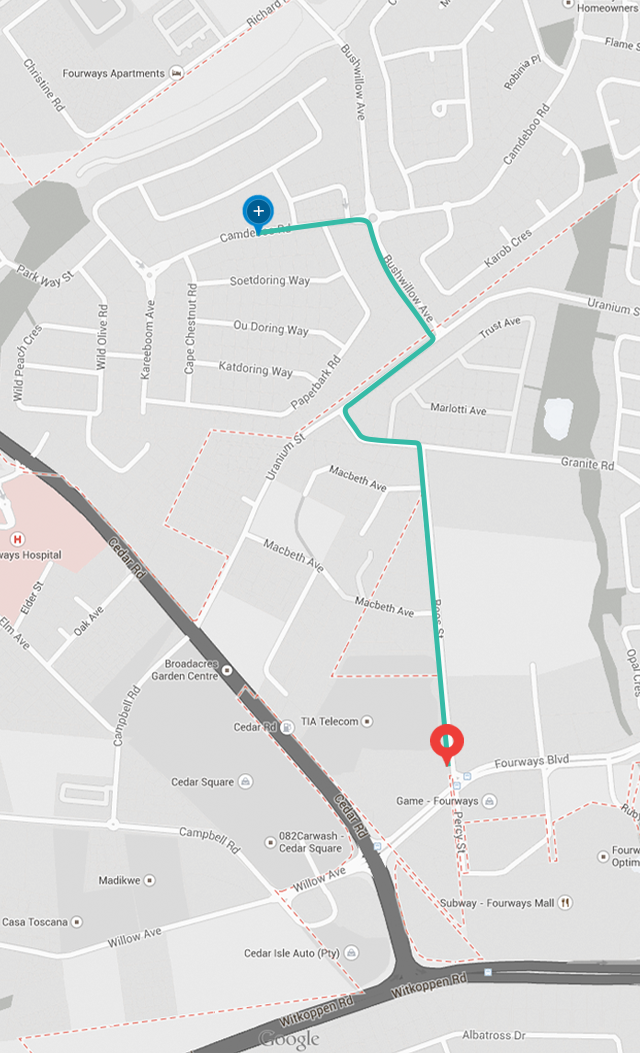 Richard R
Homeowners
Bushwillow Ave
Flame S
Fourways Apartments
Christine Rd
Robinia Pl
Camdeboo Rd
+
Camdeboo Rd
Karob Cres
Bushwillow Ave
Park Way St
Soetdoring Way
Uranium S
Wild Olive Rd
Kareeboom Ave
Cape Chestnut Rd
Ou Doring Way
Trust Ave
Wild Peach Cres
Katdoring Way
Paperbark Rd
Marlotti Ave
Uranium St
Granite Rd
Macbeth Ave
H
ways Hospital
Cedar Rd
Macbeth Ave
Elder St
Oak Ave
Macbeth Ave
Elm Ave
Broadacres
Garden Centre
Opal Cres
Campbell Rd
Cedar Rd
TIA Telecom
Fourways Blvd
Cedar Square
Game - Fourways
Cedar Rd
Percy St
Ruby
Campbell Rd
082Carwash -
Cedar Square
Fourw
Optim
Madikwe
Willow Ave
Subway - Fourways Mall
Casa Toscana
Willow Ave
Cedar Isle Auto (Pty)
Witkoppen Rd
Witkoppen Rd
Google
Albatross Dr